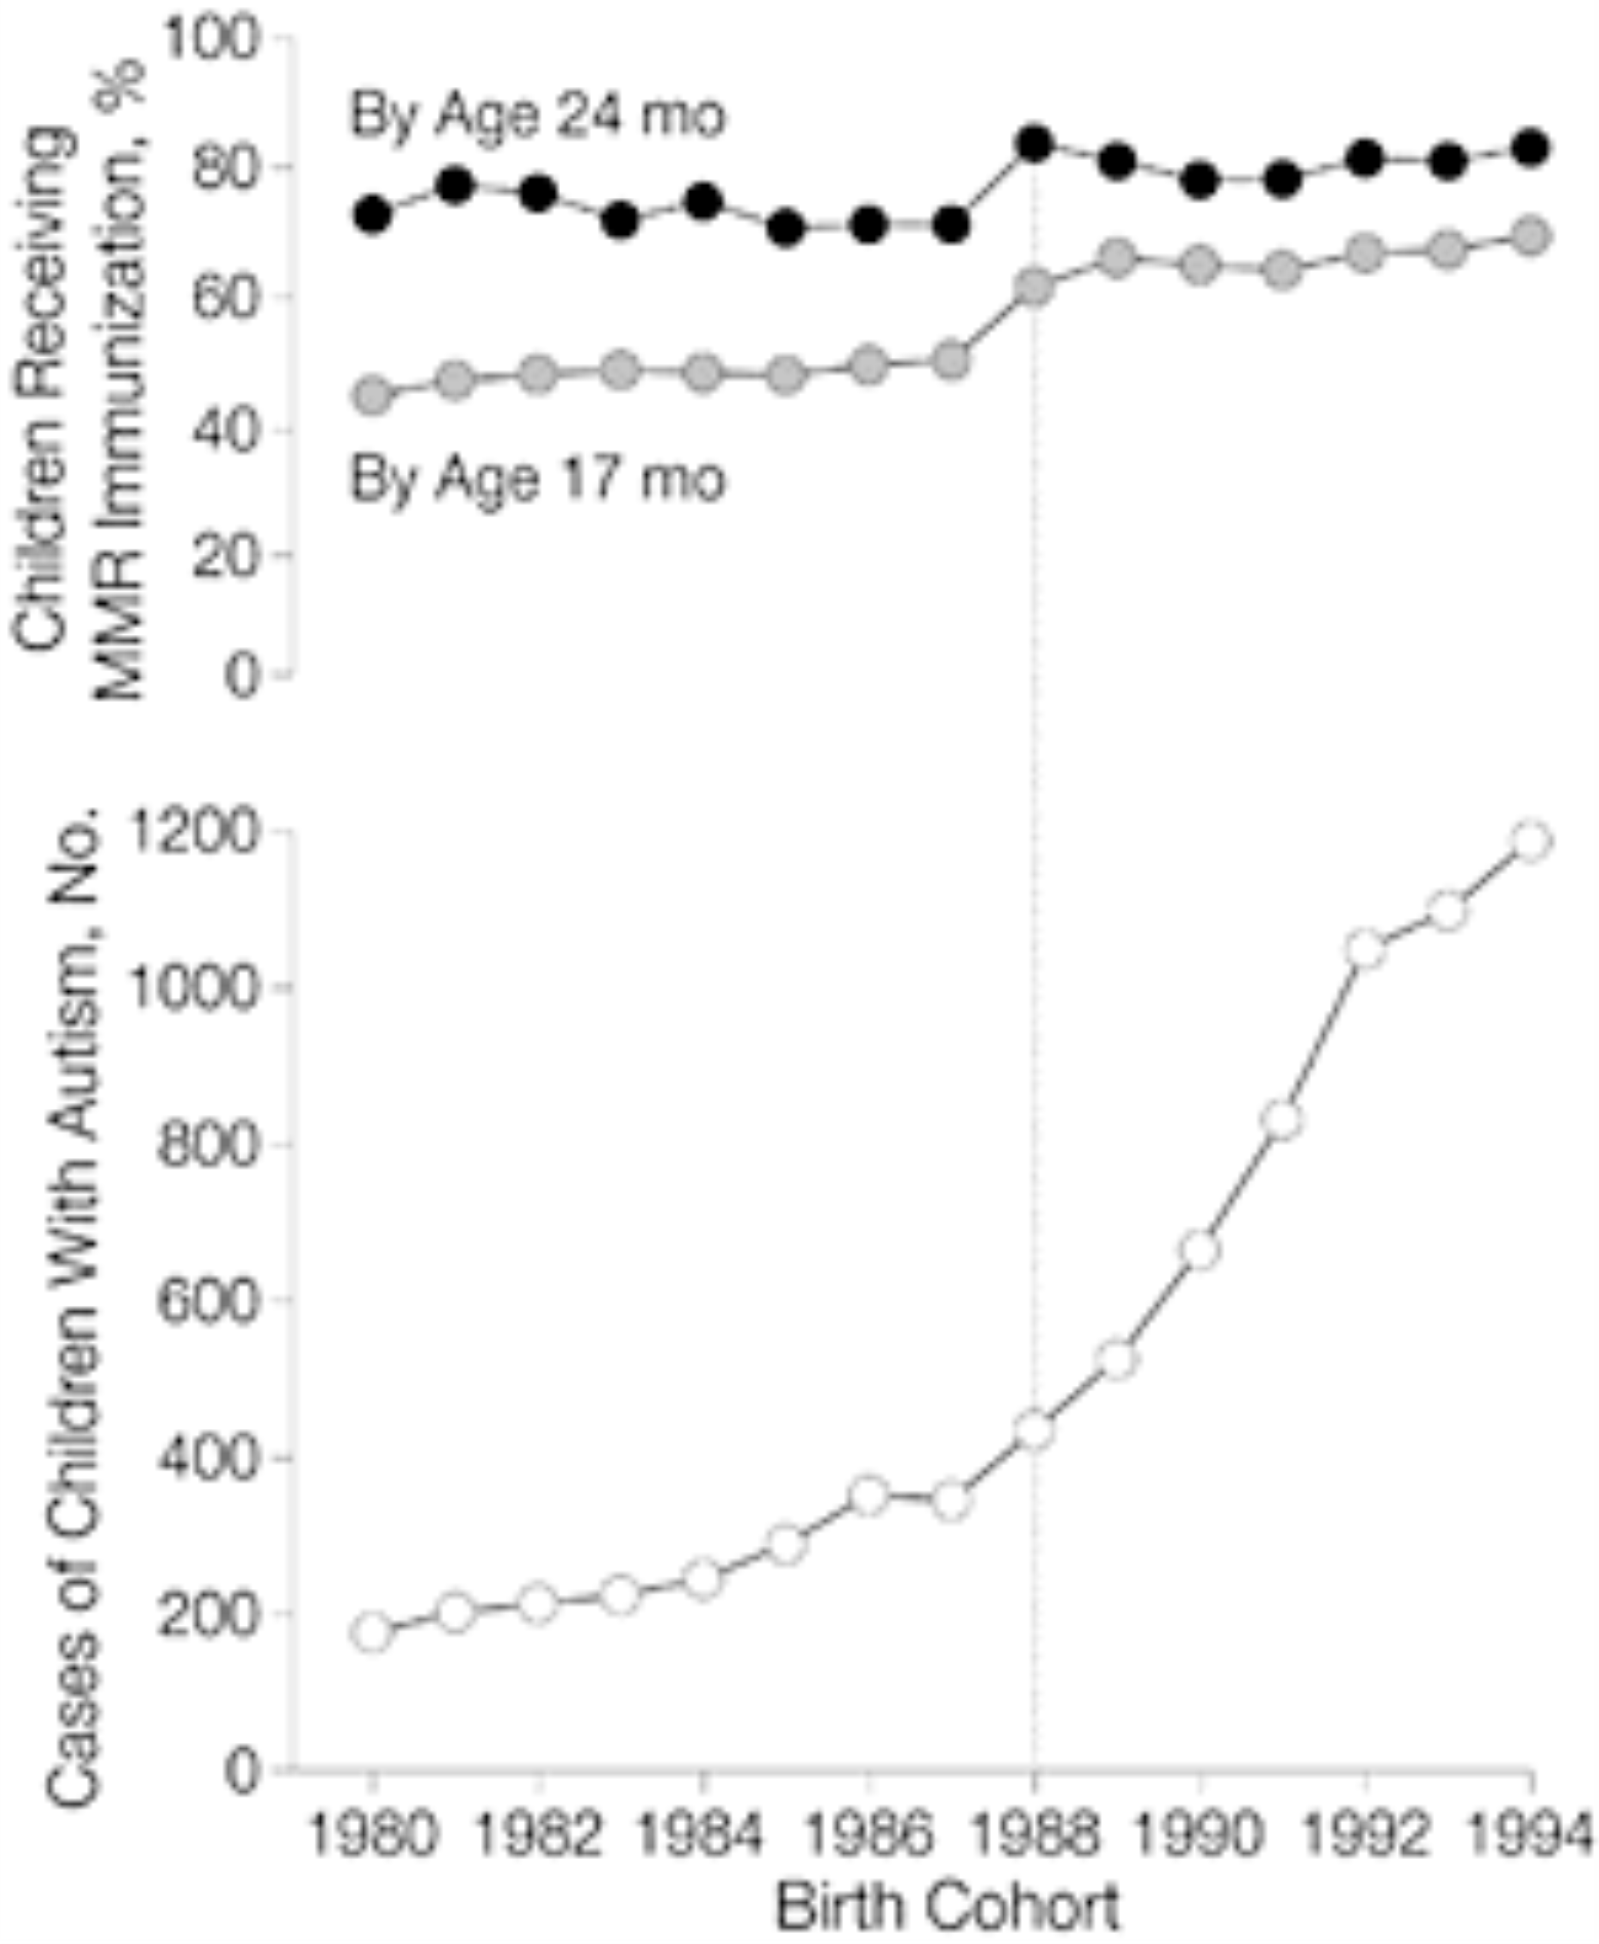 Children Receiving
MMR Immunization, %
100
80
60
40
20
0
By Age 24 mo
By Age 17 mo
Cases of Children With Autism, No.
1200
1000
800
600
400
200
0
1980 1982 1984 1986 1988 1990 1992 1994
Birth Cohort